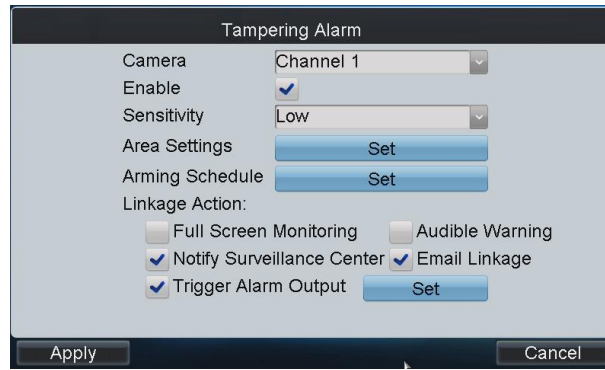 Tampering Alarm
Camera Channel 1
Enable
Sensitivity Low
Area Settings Set
Arming Schedule Set
Linkage Action:
Full Screen Monitoring Audible Warning
Notify Surveillance Center Email Linkage
Trigger Alarm Output Set
Apply Cancel